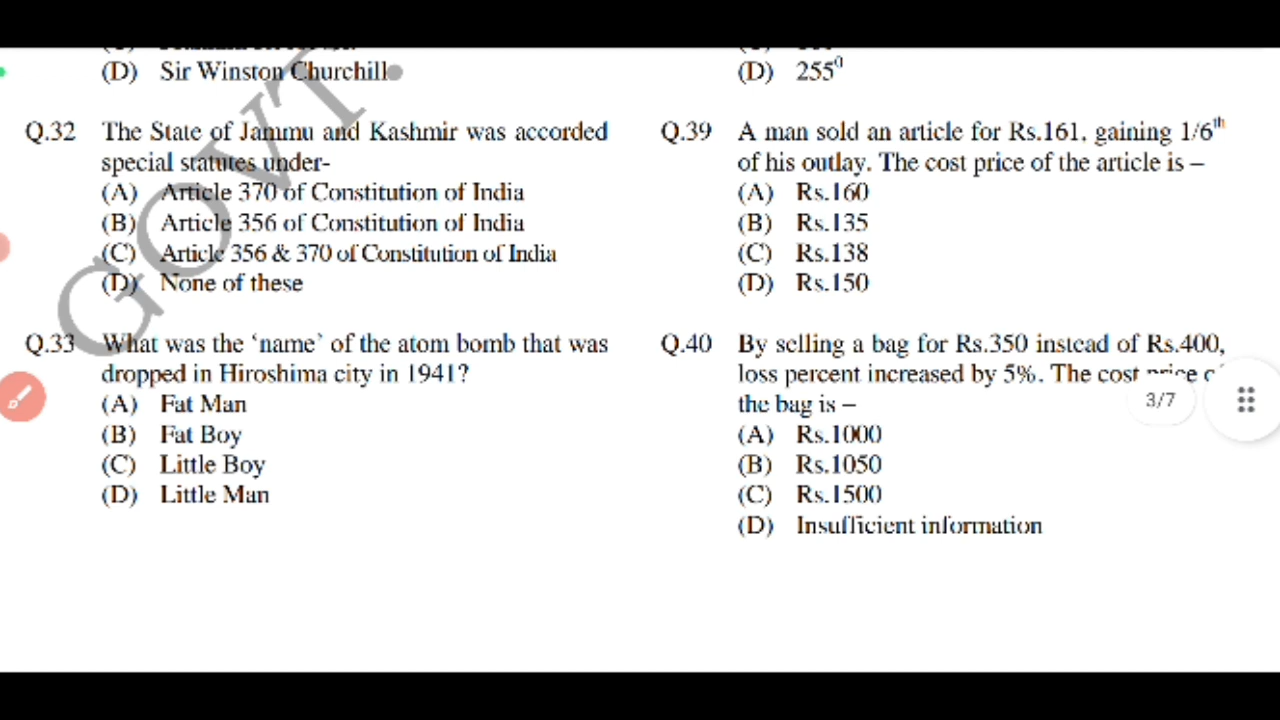 (D) Sir Winston Churchill
Q.32 The State of Jammu and Kashmir was accorded
special statutes under-
(A) Article 370 of Constitution of India
(B) Article 356 of Constitution of India
(C) Article 356 & 370 of Constitution of India
(D) None of these
Q.33 What was the ‘name’ of the atom bomb that was
dropped in Hiroshima city in 1941?
(A) Fat Man
(B) Fat Boy
(C) Little Boy
(D) Little Man
(D) 255⁰
Q.39 A man sold an article for Rs.161, gaining 1/6th
of his outlay. The cost price of the article is –
(A) Rs.160
(B) Rs.135
(C) Rs.138
(D) Rs.150
Q.40 By selling a bag for Rs.350 instead of Rs.400,
loss percent increased by 5%. The cost price
the bag is –
(A) Rs.1000
(B) Rs.1050
(C) Rs.1500
(D) Insufficient information
3/7
GOVT.